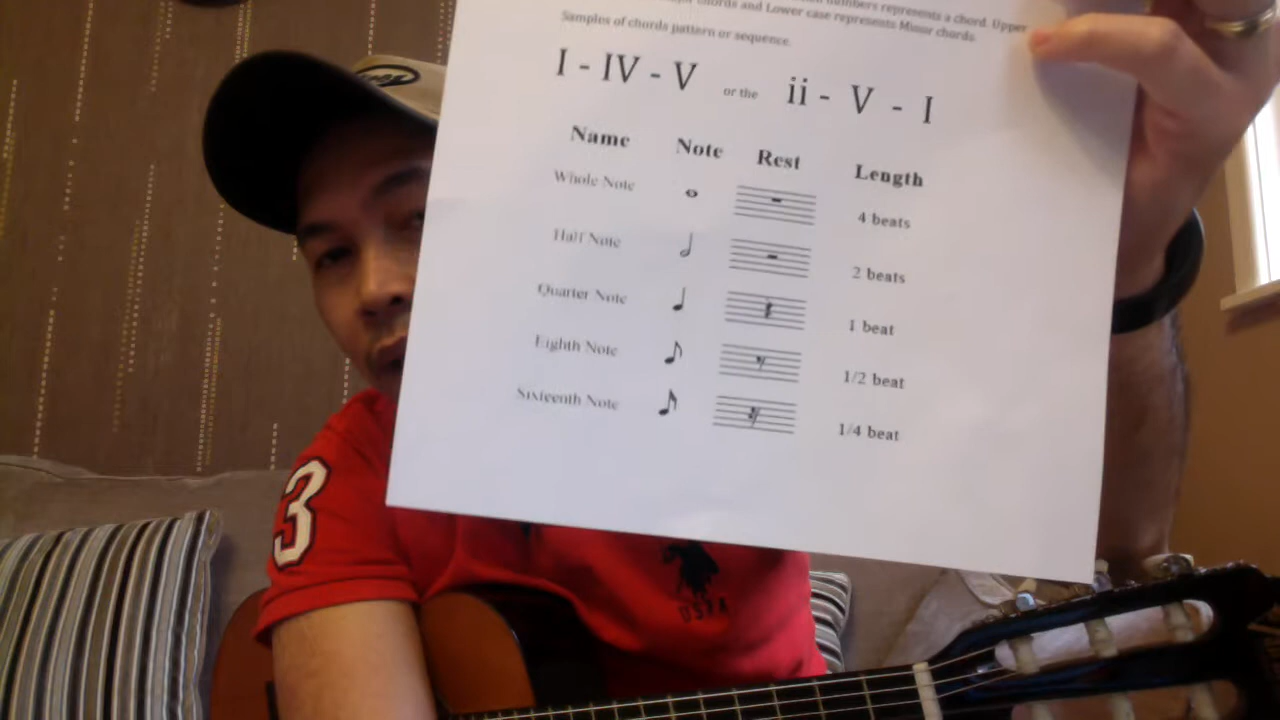 numbers represents a chord. Upper
chords and Lower case represents Minor chords.
Samples of chords pattern or sequence.
I - IV - V or the ii - V - I
Name Note Rest Length
Whole Note 4 beats
Half Note 2 beats
Quarter Note 1 beat
Eighth Note 1/2 beat
Sixteenth Note 1/4 beat
3
USPA